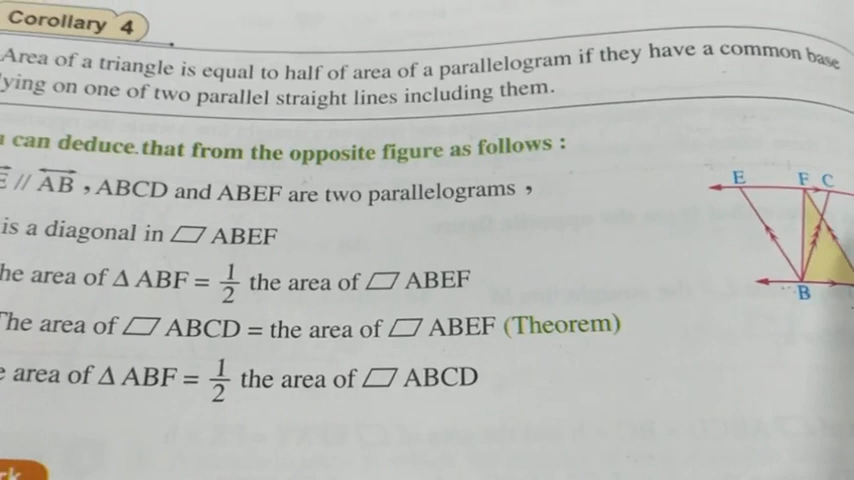 Corollary 4
Area of a triangle is equal to half of area of a parallelogram if they have a common base
ying on one of two parallel straight lines including them.
can deduce that from the opposite figure as follows :
E // AB , ABCD and ABEF are two parallelograms ,
is a diagonal in ▱ ABEF
he area of Δ ABF = 1/2 the area of ▱ ABEF
The area of ▱ ABCD = the area of ▱ ABEF (Theorem)
area of Δ ABF = 1/2 the area of ▱ ABCD
E F C
B
rk